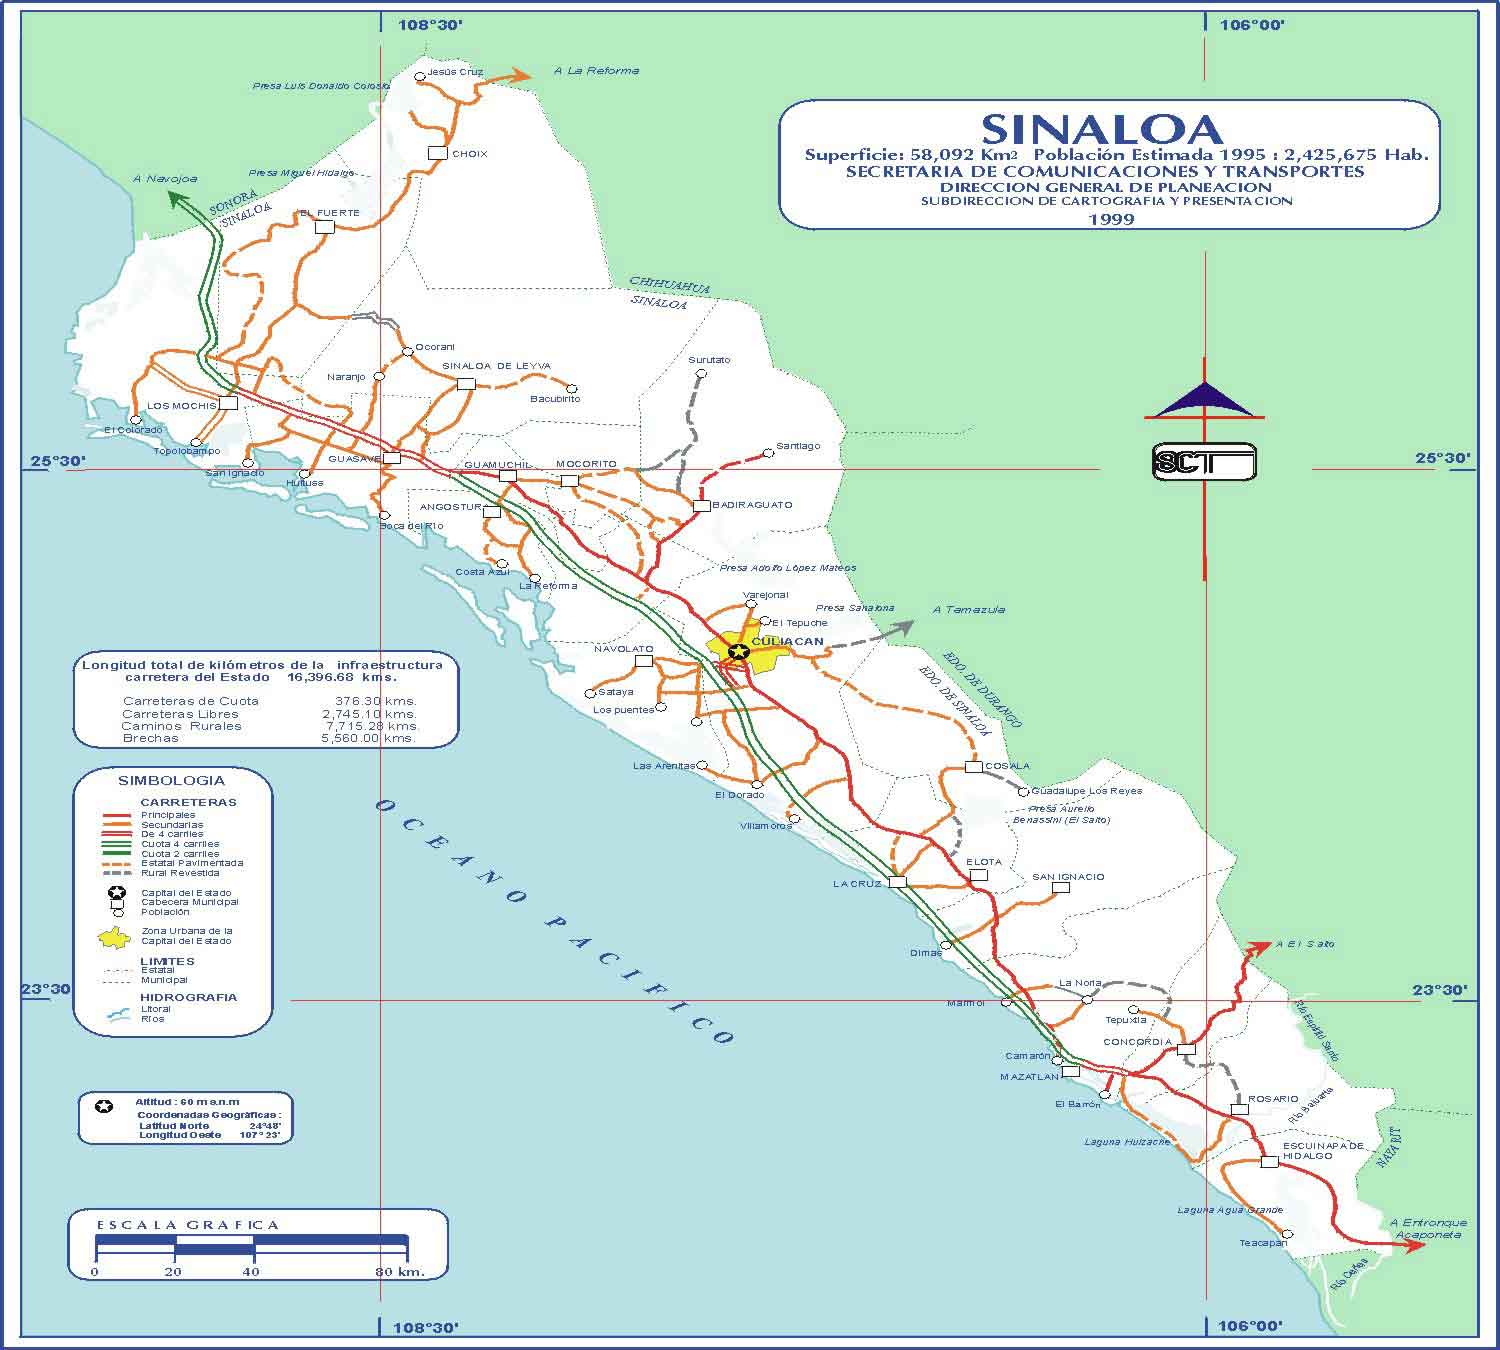 108°30'
106°00'
Jesús Cruz
A La Reforma
Presa Luis Donaldo Colosio
SINALOA
Superficie: 58,092 Km2 Población Estimada 1995 : 2,425,675 Hab.
SECRETARIA DE COMUNICACIONES Y TRANSPORTES
DIRECCION GENERAL DE PLANEACION
SUBDIRECCION DE CARTOGRAFIA Y PRESENTACION
1999
CHOIX
A Navojoa
Presa Miguel Hidalgo
SONORA
SINALOA
EL FUERTE
CHIHUAHUA
SINALOA
Ocorani
Naranjo
SINALOA DE LEYVA
Bacubirito
Surutato
LOS MOCHIS
El Colorado
Topolobampo
San Ignacio
Huituss
GUASAVE
GUAMUCHIL
MOCORITO
Santiago
25°30'
25°30'
SCT
ANGOSTURA
BADIRAGUATO
Boca del Río
Costa Azul
La Reforma
Presa Adolfo López Mateos
Varejonal
Presa Sanalona
A Tamazula
El Tepuche
CULIACAN
NAVOLATO
EDO. DE DURANGO
EDO. DE SINALOA
Longitud total de kilómetros de la infraestructura
carretera del Estado 16,396.68 kms.
Carreteras de Cuota 376.30 kms.
Carreteras Libres 2,745.10 kms.
Caminos Rurales 7,715.28 kms.
Brechas 5,560.00 kms.
Sataya
Los puentes
Las Arenitas
El Dorado
Villamoros
COSALA
Guadalupe Los Reyes
Presa Aurelio
Benassini (El Salto)
SIMBOLOGIA
CARRETERAS
Principales
Secundarias
De 4 carriles
Cuota 4 carriles
Cuota 2 carriles
Estatal Pavimentada
Rural Revestida
Capital del Estado
Cabecera Municipal
Población
Zona Urbana de la
Capital del Estado
LIMITES
Estatal
Municipal
HIDROGRAFIA
Litoral
Ríos
OCEANO PACIFICO
LA CRUZ
ELOTA
SAN IGNACIO
Dimas
A El Salto
23°30
23°30'
Marmol
La Noria
Tepuxtla
CONCORDIA
Río Espíritu Santo
Camarón
MAZATLAN
El Barrón
ROSARIO
Río Baluarte
Laguna Huizache
ESCUINAPA DE
HIDALGO
NAYARIT
Altitud : 60 m s.n.m
Coordenadas Geográficas :
Latitud Norte 24°48'
Longitud Oeste 107° 23'
Laguna Agua Grande
Teacapan
A Entronque
Acaponeta
Río Cañas
ESCALA GRAFICA
0 20 40 80 km.
108°30'
106°00'